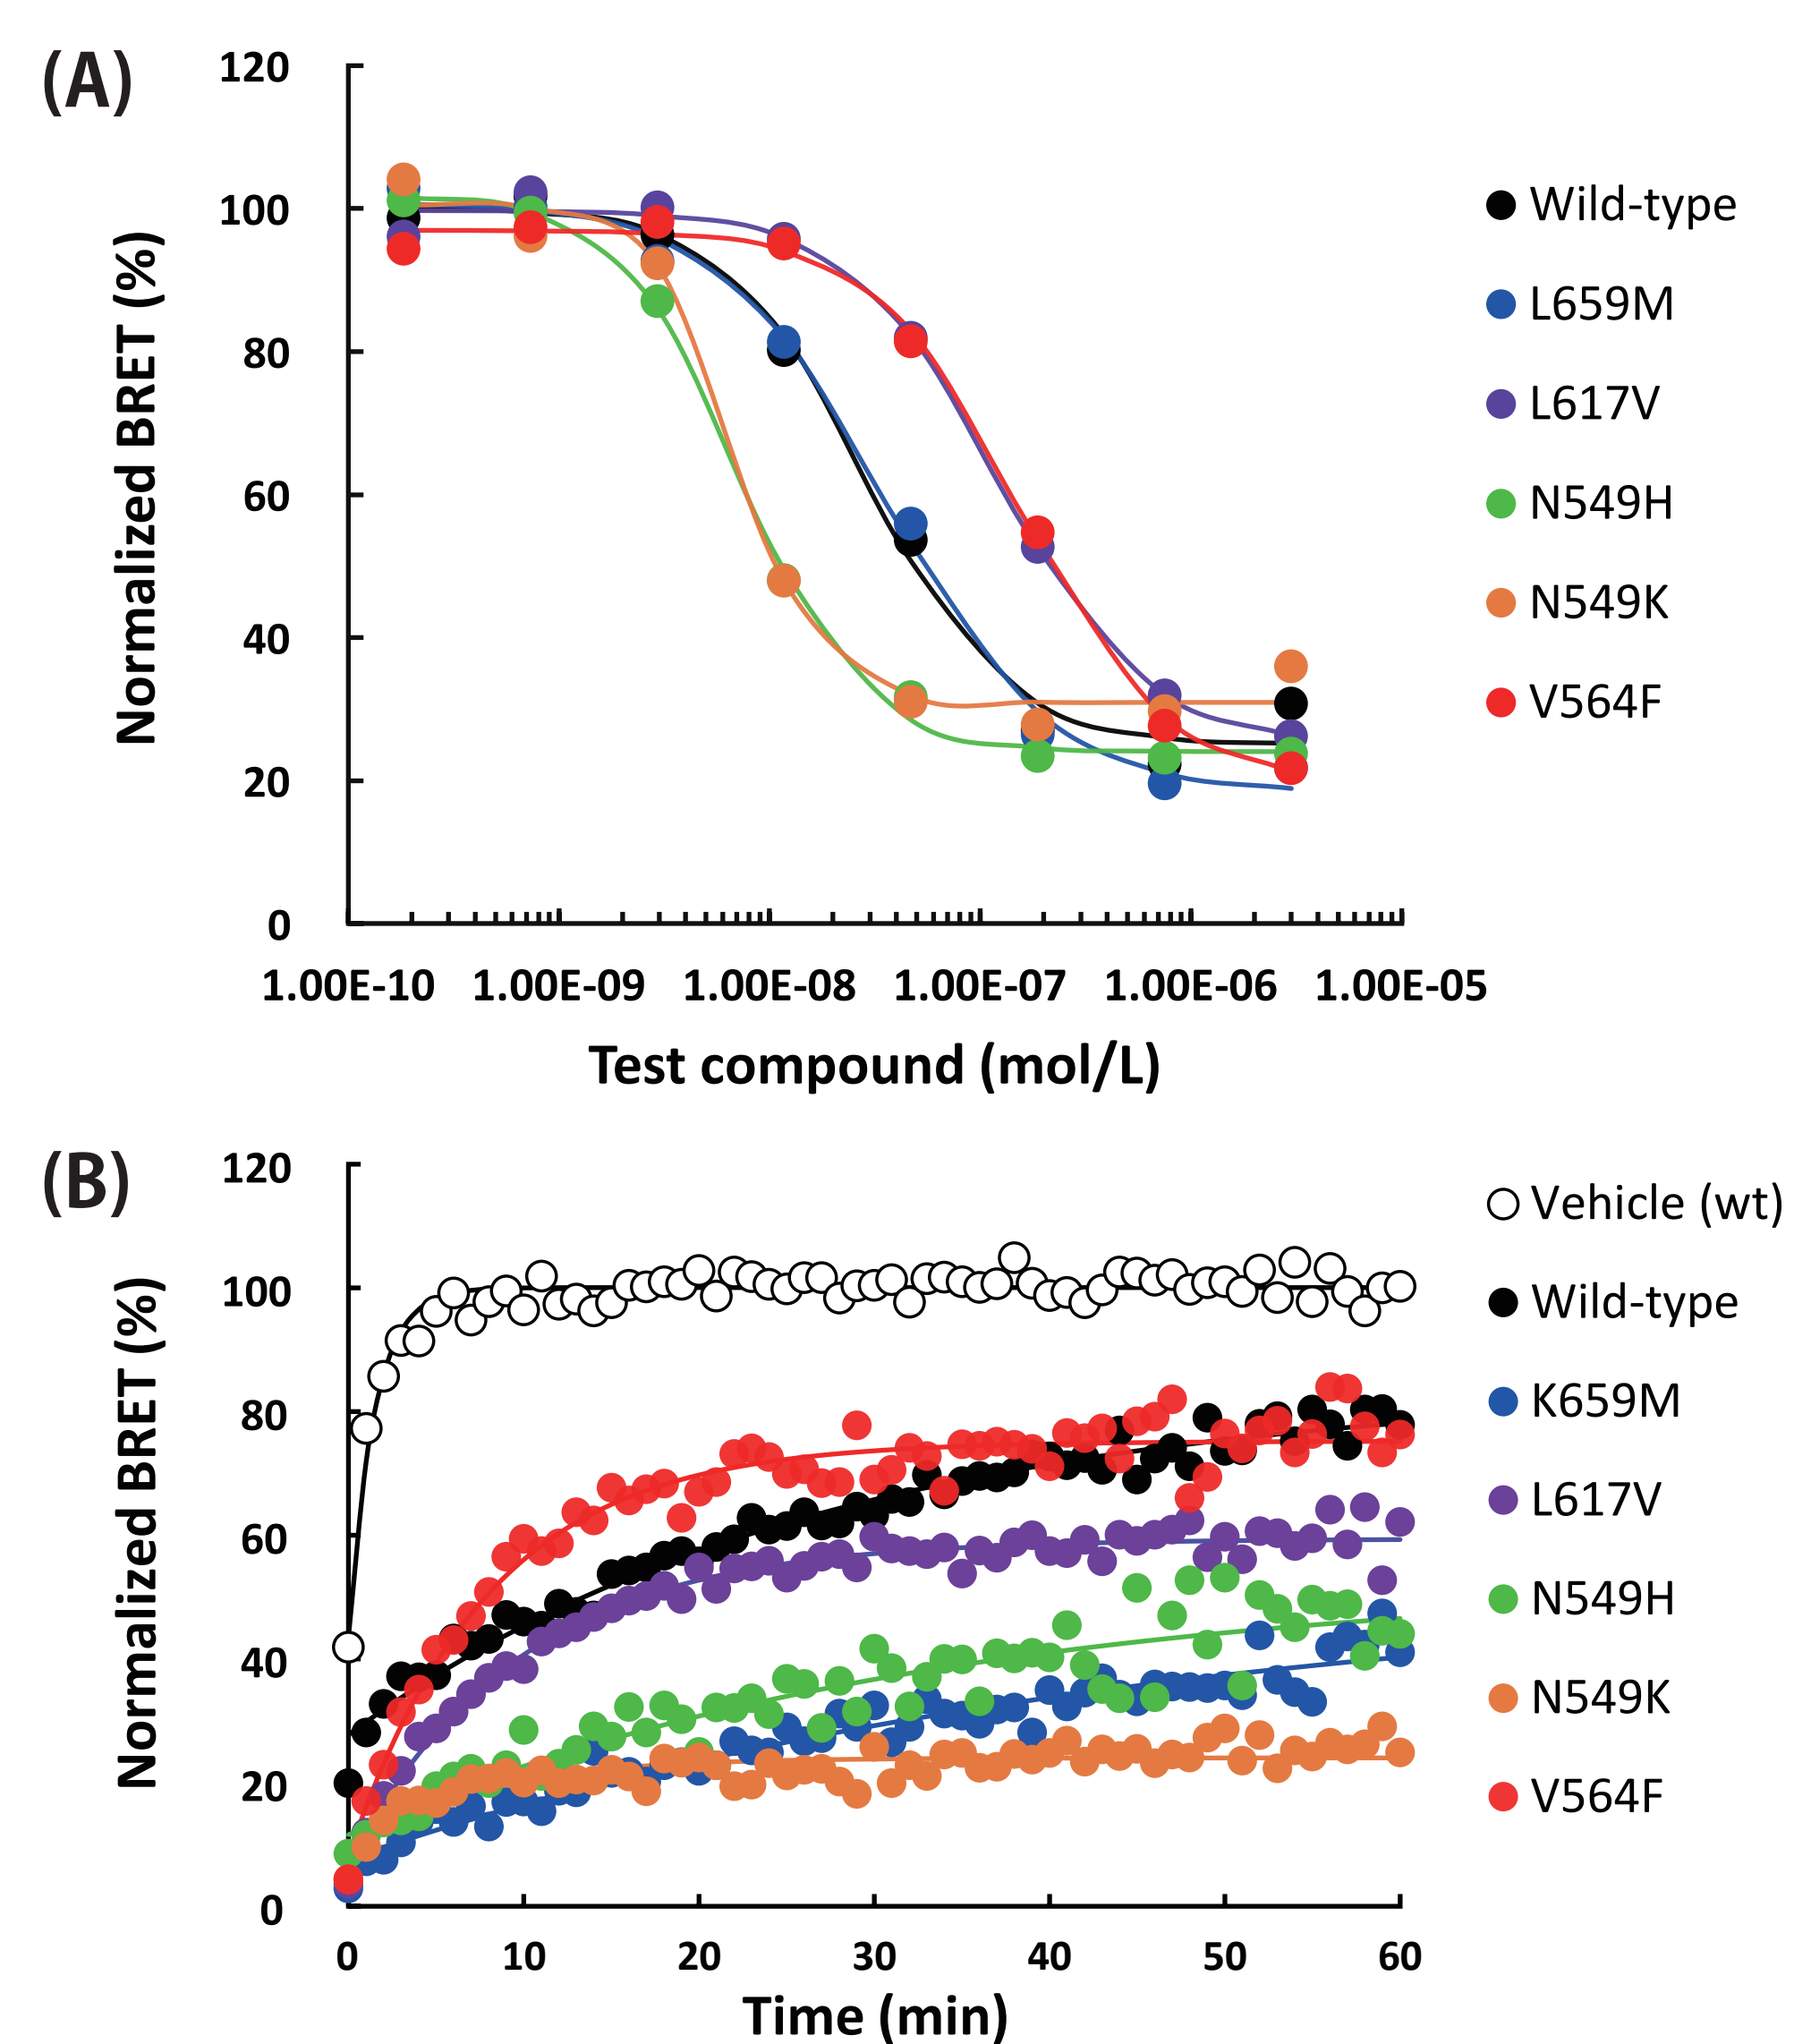 (A)
120
100
80
60
40
20
0
Normalized BRET (%)
1.00E-10 1.00E-09 1.00E-08 1.00E-07 1.00E-06 1.00E-05
Test compound (mol/L)
Wild-type
L659M
L617V
N549H
N549K
V564F
(B)
120
100
80
60
40
20
0
Normalized BRET (%)
0 10 20 30 40 50 60
Time (min)
Vehicle (wt)
Wild-type
K659M
L617V
N549H
N549K
V564F